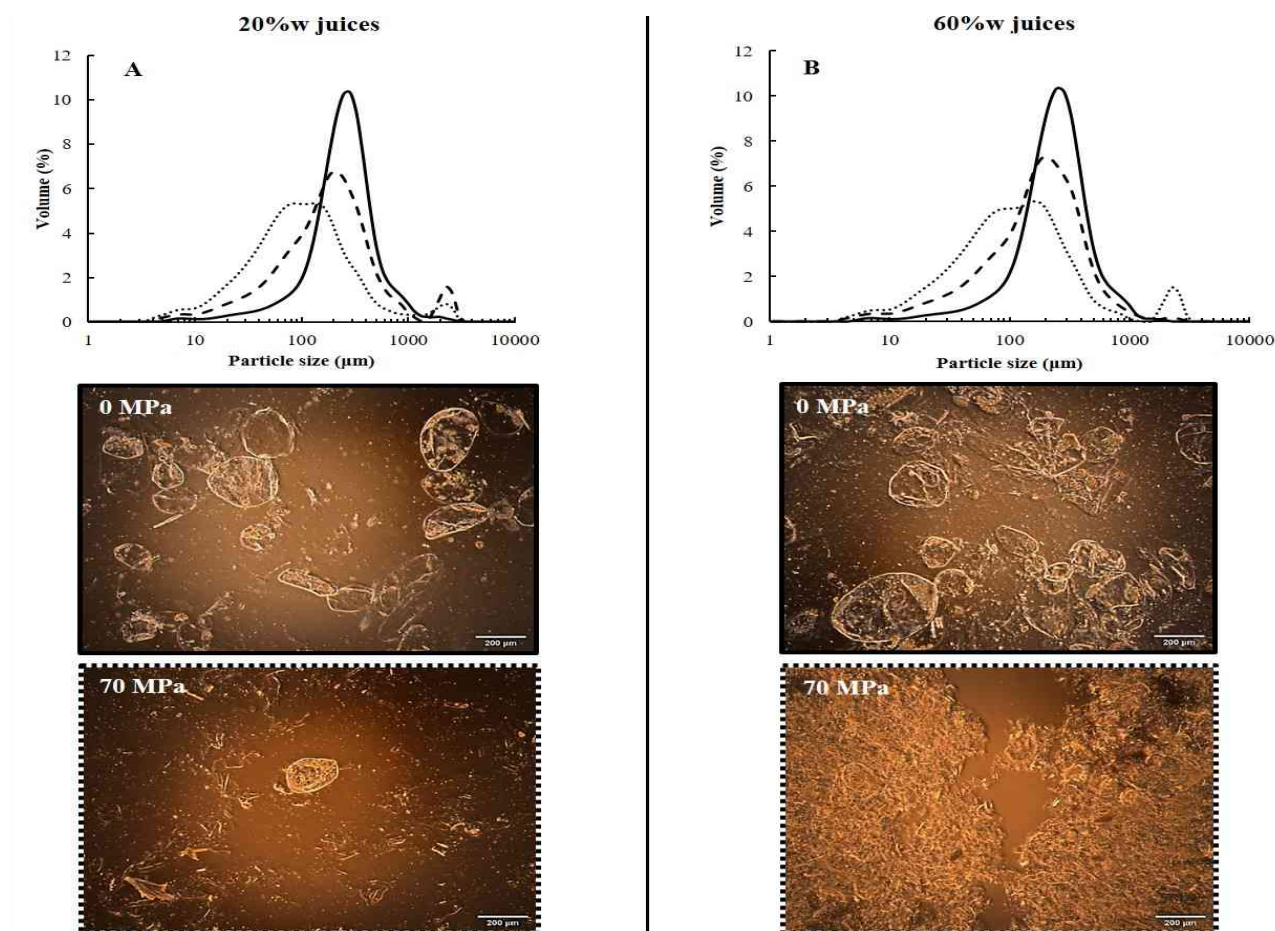 20%w juices
A
12
10
8
6
4
2
0
Volume (%)
1 10 100 1000 10000
Particle size (µm)
0 MPa
200 µm
70 MPa
200 µm
60%w juices
B
12
10
8
6
4
2
0
Volume (%)
1 10 100 1000 10000
Particle size (µm)
0 MPa
200 µm
70 MPa
200 µm